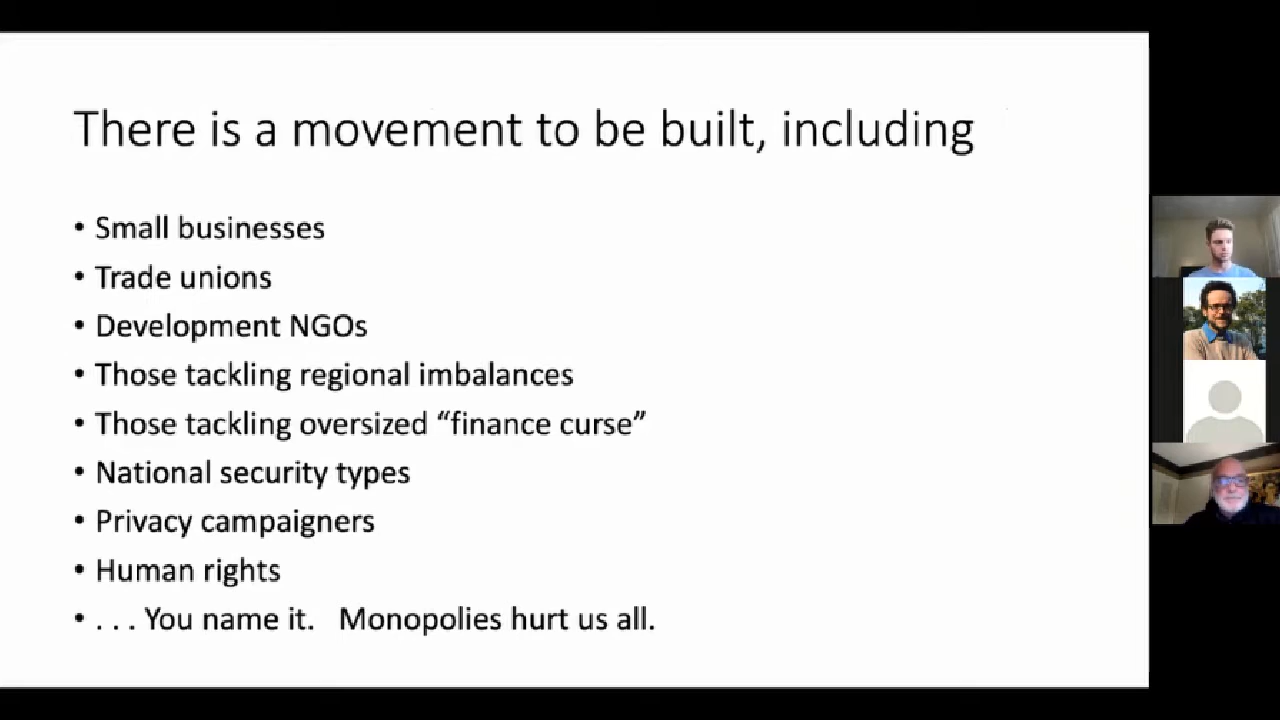 There is a movement to be built, including
• Small businesses
• Trade unions
• Development NGOs
• Those tackling regional imbalances
• Those tackling oversized “finance curse”
• National security types
• Privacy campaigners
• Human rights
• . . . You name it.   Monopolies hurt us all.